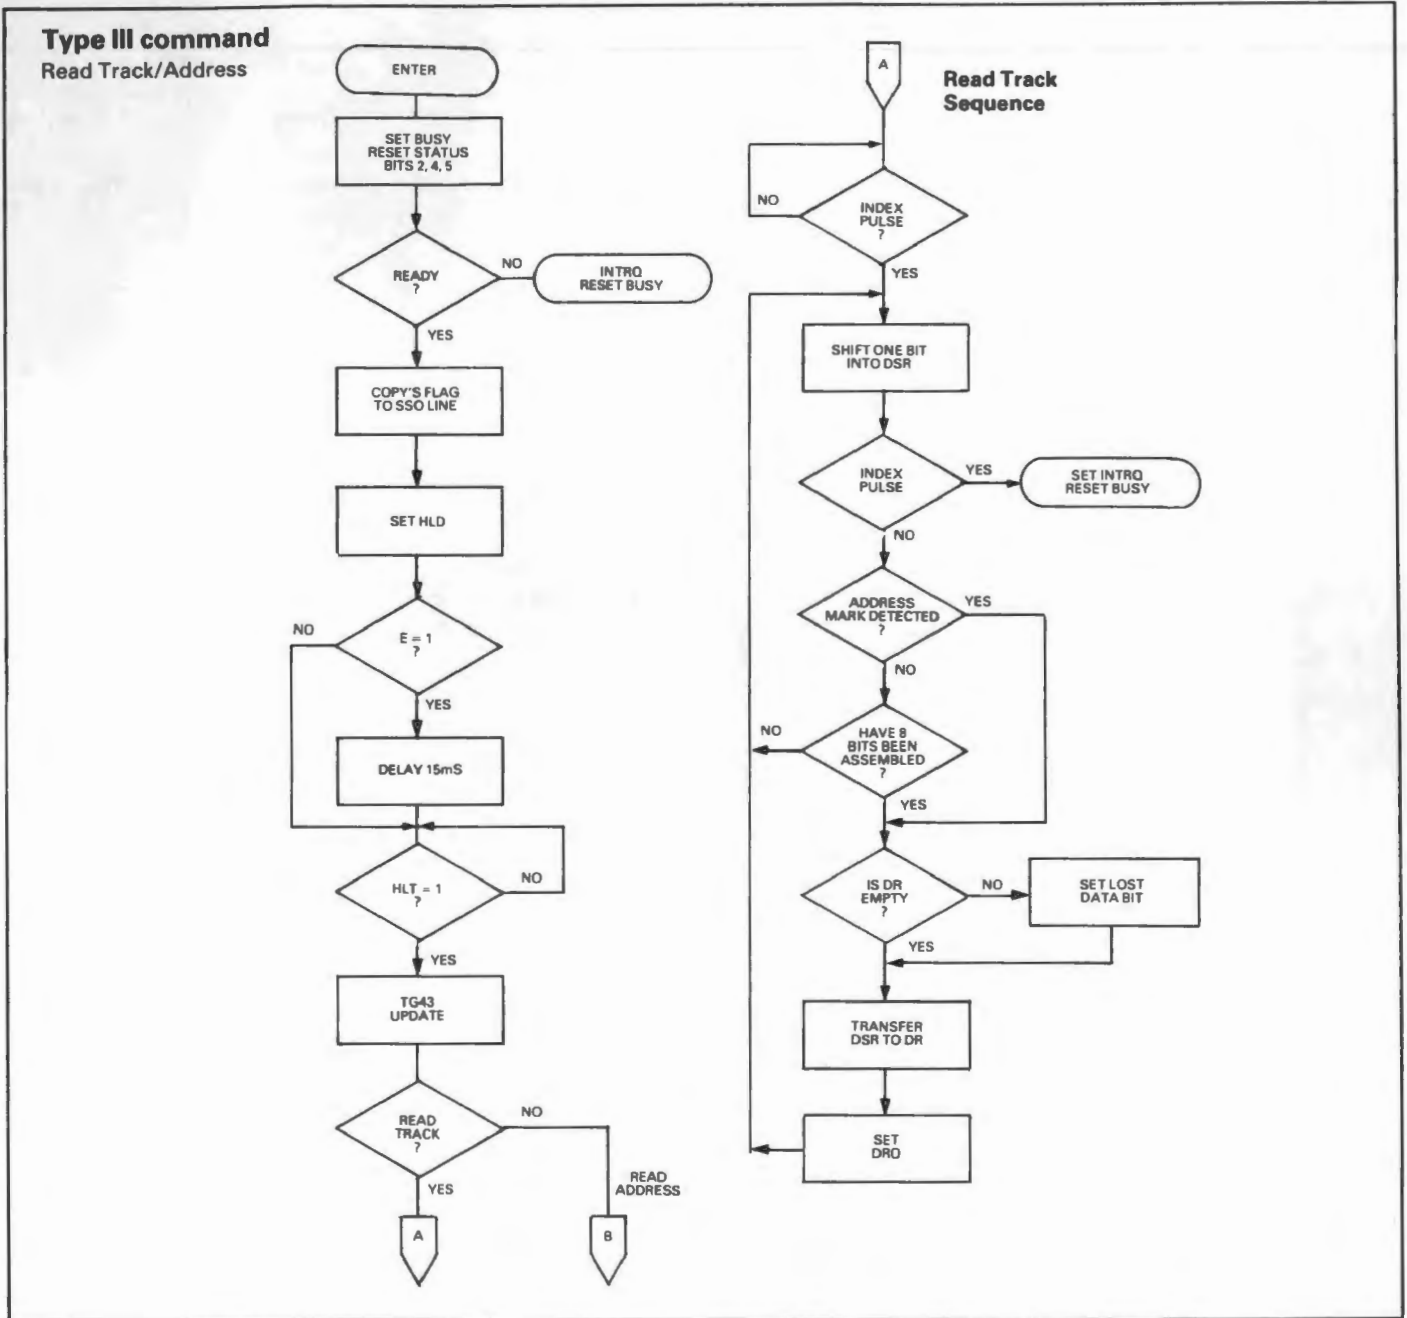 Type III command
Read Track/Address
ENTER
SET BUSY
RESET STATUS
BITS 2, 4, 5
READY
?
NO
INTRQ
RESET BUSY
YES
COPY'S FLAG
TO SSO LINE
SET HLD
E = 1
?
NO
YES
DELAY 15mS
HLT = 1
?
NO
YES
TG43
UPDATE
READ
TRACK
?
NO
YES
READ
ADDRESS
A
B
A
Read Track
Sequence
INDEX
PULSE
?
NO
YES
SHIFT ONE BIT
INTO DSR
INDEX
PULSE
YES
SET INTRQ
RESET BUSY
NO
ADDRESS
MARK DETECTED
?
YES
NO
HAVE 8
BITS BEEN
ASSEMBLED
?
NO
YES
IS DR
EMPTY
?
NO
SET LOST
DATA BIT
YES
TRANSFER
DSR TO DR
SET
DRQ